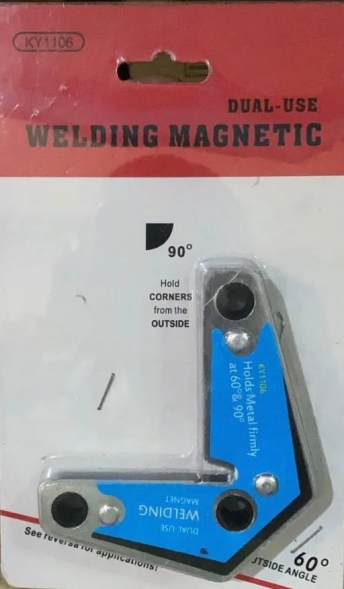 KY1106
DUAL-USE
WELDING MAGNETIC
90°
Hold
CORNERS
from the
OUTSIDE
KY1106
Holds Metal firmly
at 60°& 90°
DUAL-USE
WELDING
MAGNET
60°
UTSIDE ANGLE
See reverse for applications!